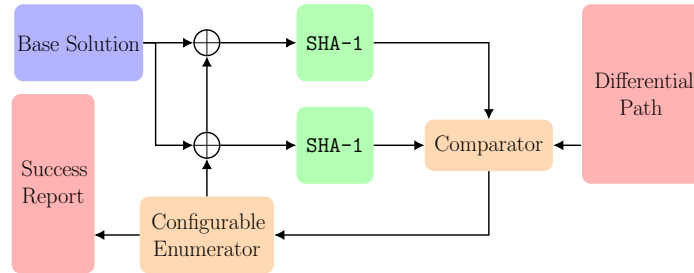 Base Solution
SHA-1
Differential
Path
SHA-1
Comparator
Success
Report
Configurable
Enumerator